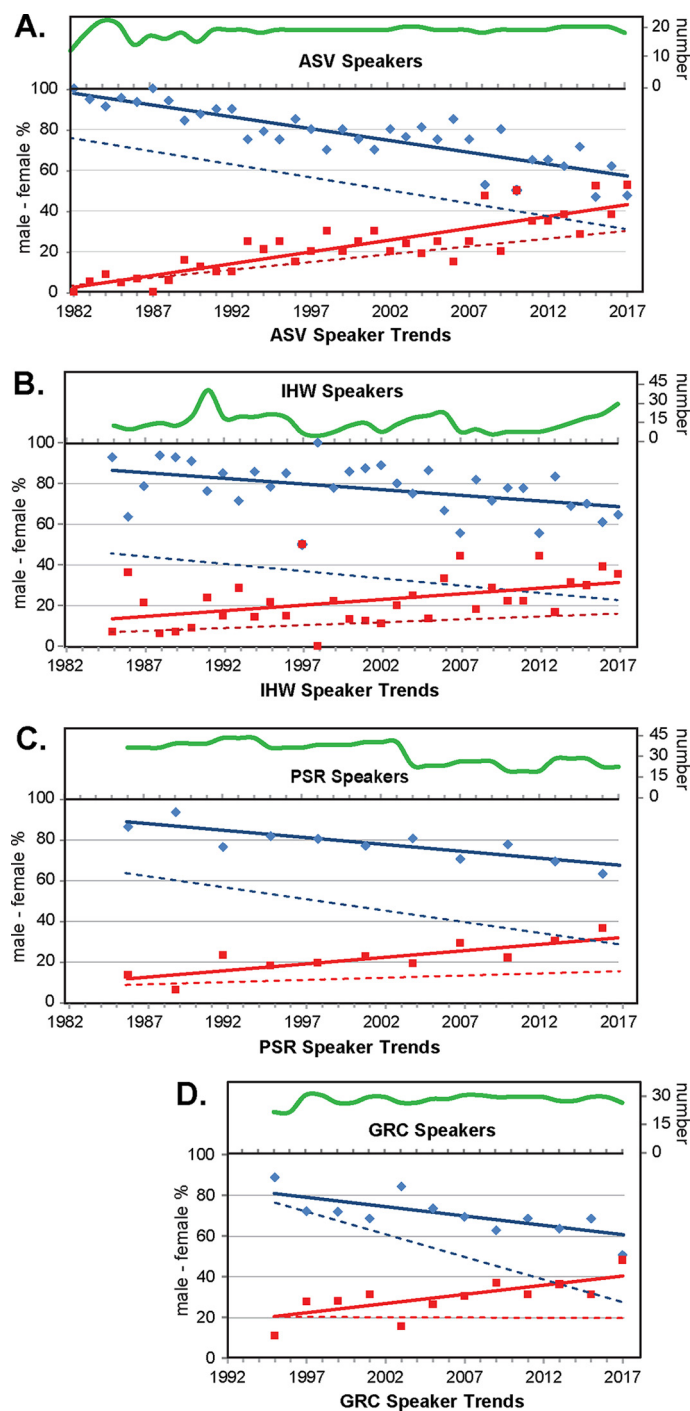 A.
20
10
0
number
ASV Speakers
100
80
60
40
20
0
male - female %
1982 1987 1992 1997 2002 2007 2012 2017
ASV Speaker Trends
B.
45
30
15
0
number
IHW Speakers
100
80
60
40
20
0
male - female %
1982 1987 1992 1997 2002 2007 2012 2017
IHW Speaker Trends
C.
45
30
15
0
number
PSR Speakers
100
80
60
40
20
0
male - female %
1982 1987 1992 1997 2002 2007 2012 2017
PSR Speaker Trends
D.
30
15
0
number
GRC Speakers
100
80
60
40
20
0
male - female %
1992 1997 2002 2007 2012 2017
GRC Speaker Trends